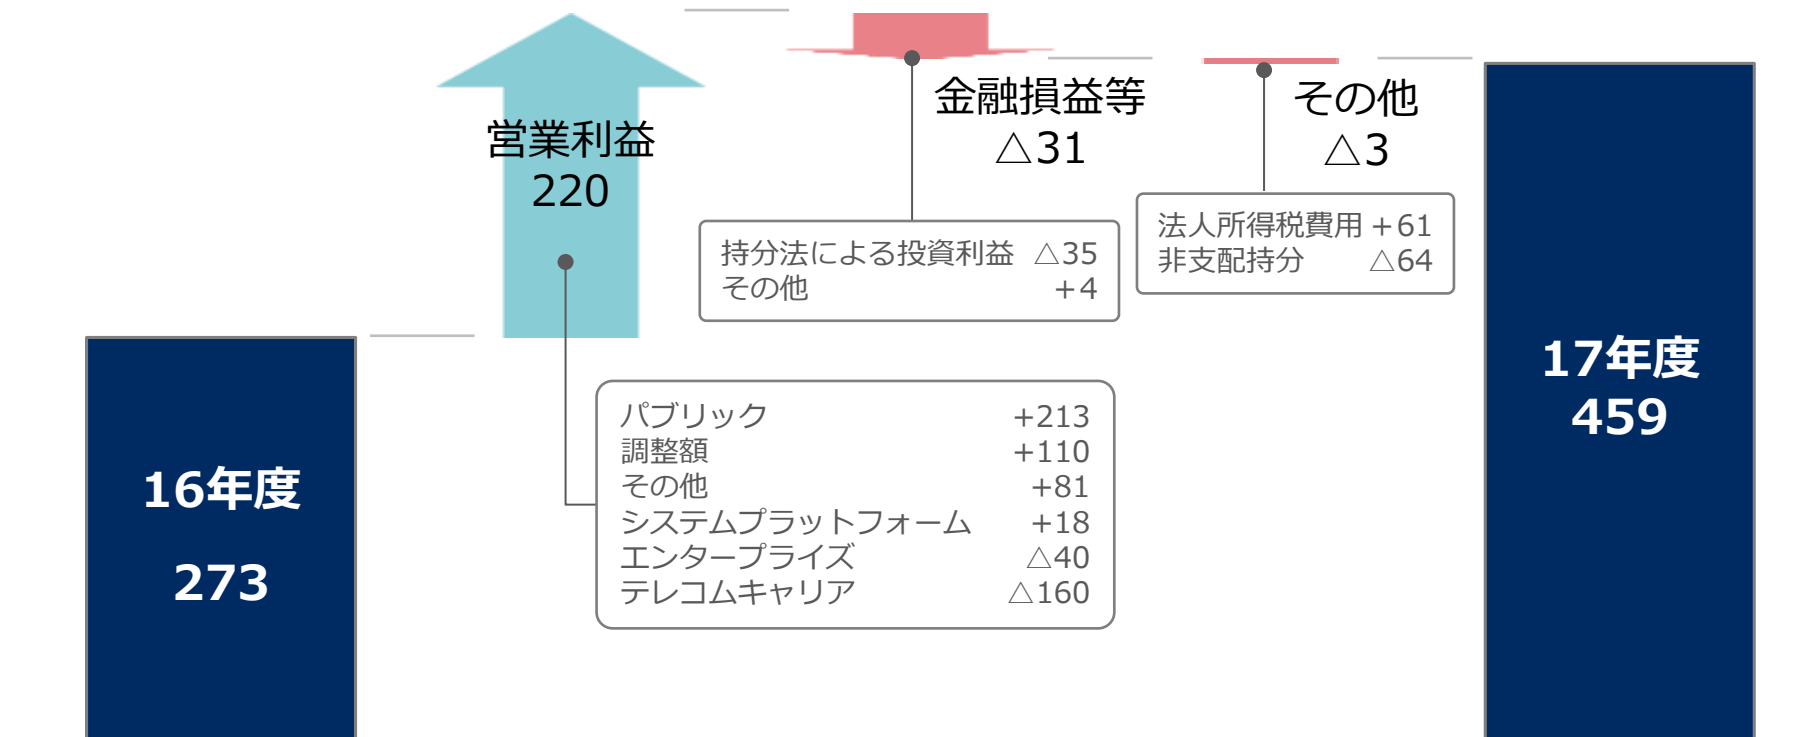 営業利益
220
金融損益等
△31
その他
△3
持分法による投資利益 △35
その他 +4
法人所得税費用 +61
非支配持分 △64
16年度
273
パブリック +213
調整額 +110
その他 +81
システムプラットフォーム +18
エンタープライズ △40
テレコムキャリア △160
17年度
459